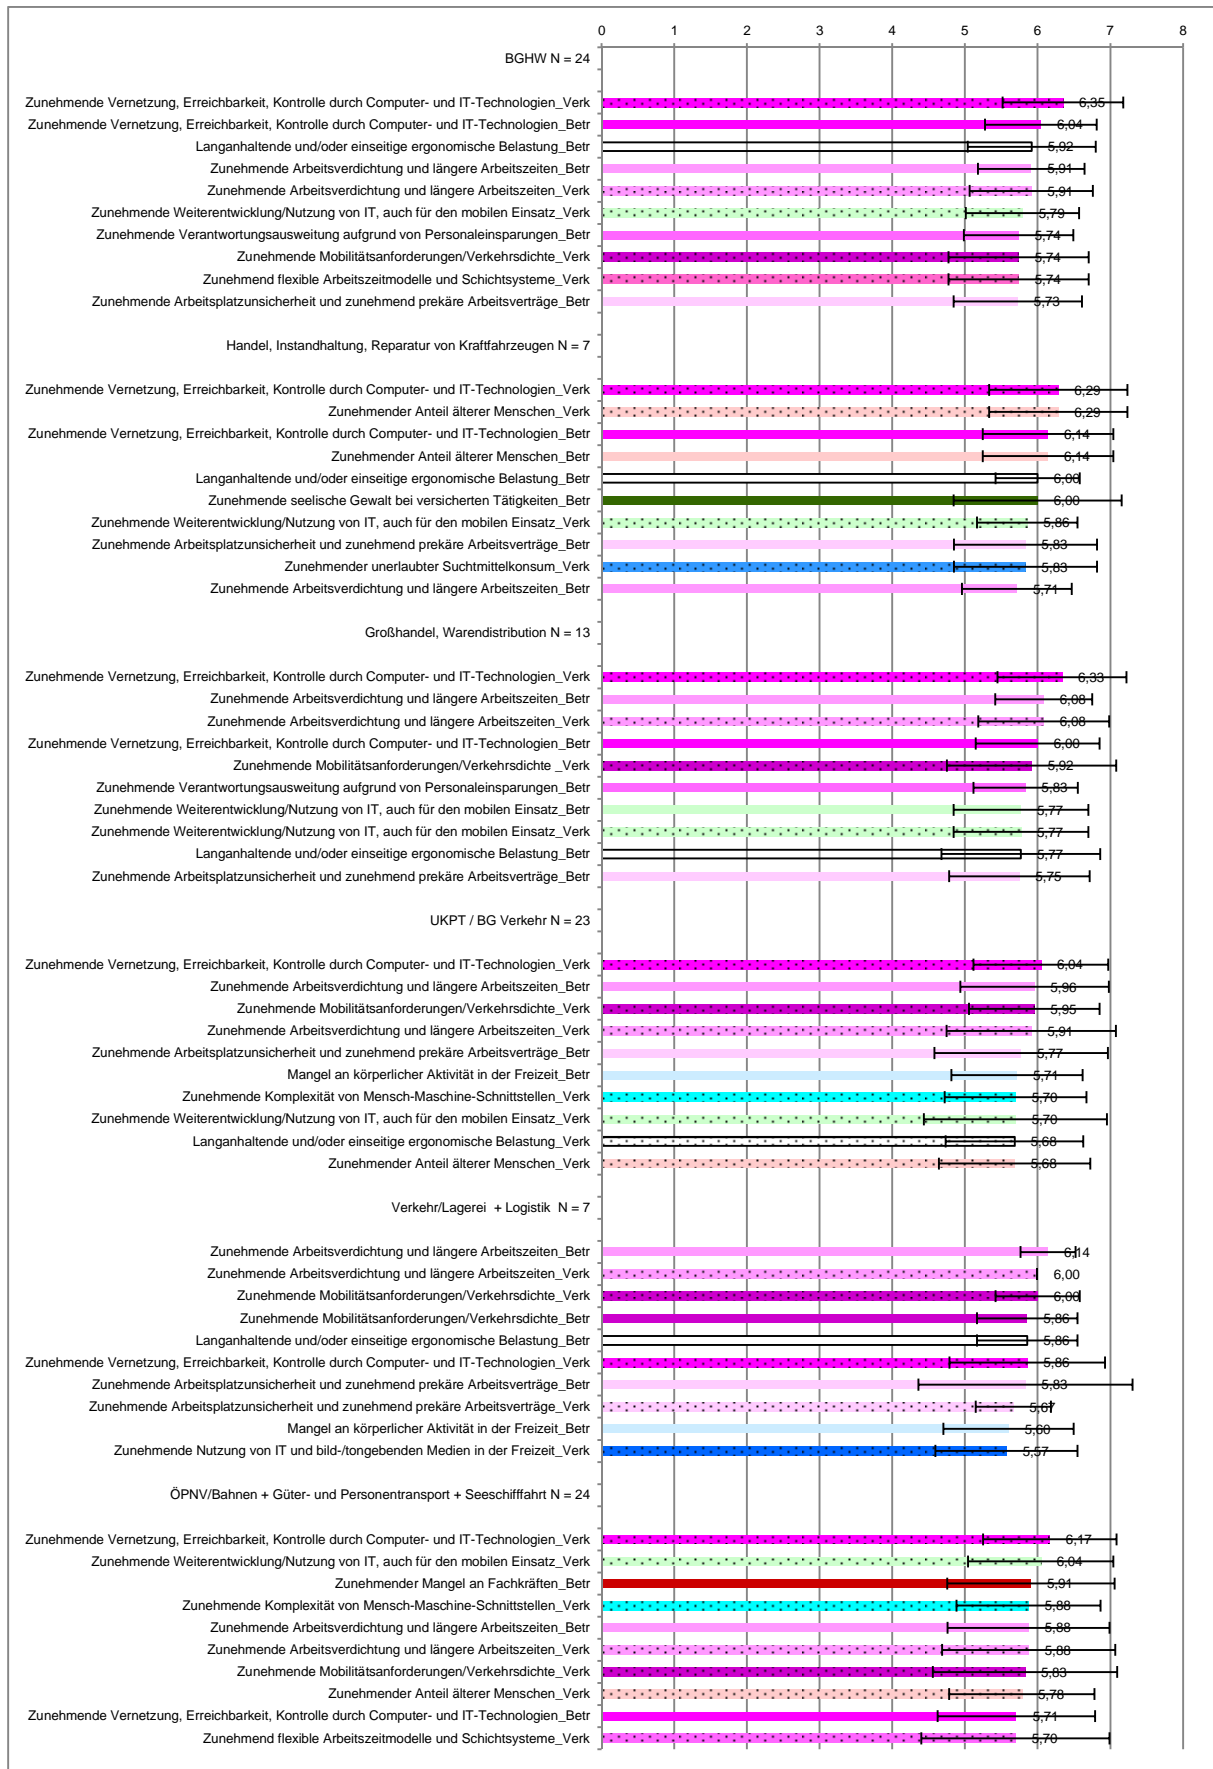 0 1 2 3 4 5 6 7 8
BGHW N = 24
Zunehmende Vernetzung, Erreichbarkeit, Kontrolle durch Computer- und IT-Technologien_Verk 6,35
Zunehmende Vernetzung, Erreichbarkeit, Kontrolle durch Computer- und IT-Technologien_Betr 6,04
Langanhaltende und/oder einseitige ergonomische Belastung_Betr 5,92
Zunehmende Arbeitsverdichtung und längere Arbeitszeiten_Betr 5,91
Zunehmende Arbeitsverdichtung und längere Arbeitszeiten_Verk 5,91
Zunehmende Weiterentwicklung/Nutzung von IT, auch für den mobilen Einsatz_Verk 5,79
Zunehmende Verantwortungsausweitung aufgrund von Personaleinsparungen_Betr 5,74
Zunehmende Mobilitätsanforderungen/Verkehrsdichte_Verk 5,74
Zunehmend flexible Arbeitszeitmodelle und Schichtsysteme_Verk 5,74
Zunehmende Arbeitsplatzunsicherheit und zunehmend prekäre Arbeitsverträge_Betr 5,73
Handel, Instandhaltung, Reparatur von Kraftfahrzeugen N = 7
Zunehmende Vernetzung, Erreichbarkeit, Kontrolle durch Computer- und IT-Technologien_Verk 6,29
Zunehmender Anteil älterer Menschen_Verk 6,29
Zunehmende Vernetzung, Erreichbarkeit, Kontrolle durch Computer- und IT-Technologien_Betr 6,14
Zunehmender Anteil älterer Menschen_Betr 6,14
Langanhaltende und/oder einseitige ergonomische Belastung_Betr 6,00
Zunehmende seelische Gewalt bei versicherten Tätigkeiten_Betr 6,00
Zunehmende Weiterentwicklung/Nutzung von IT, auch für den mobilen Einsatz_Verk 5,86
Zunehmende Arbeitsplatzunsicherheit und zunehmend prekäre Arbeitsverträge_Betr 5,83
Zunehmender unerlaubter Suchtmittelkonsum_Verk 5,83
Zunehmende Arbeitsverdichtung und längere Arbeitszeiten_Betr 5,71
Großhandel, Warendistribution N = 13
Zunehmende Vernetzung, Erreichbarkeit, Kontrolle durch Computer- und IT-Technologien_Verk 6,33
Zunehmende Arbeitsverdichtung und längere Arbeitszeiten_Betr 6,08
Zunehmende Arbeitsverdichtung und längere Arbeitszeiten_Verk 6,08
Zunehmende Vernetzung, Erreichbarkeit, Kontrolle durch Computer- und IT-Technologien_Betr 6,00
Zunehmende Mobilitätsanforderungen/Verkehrsdichte _Verk 5,92
Zunehmende Verantwortungsausweitung aufgrund von Personaleinsparungen_Betr 5,83
Zunehmende Weiterentwicklung/Nutzung von IT, auch für den mobilen Einsatz_Betr 5,77
Zunehmende Weiterentwicklung/Nutzung von IT, auch für den mobilen Einsatz_Verk 5,77
Langanhaltende und/oder einseitige ergonomische Belastung_Betr 5,77
Zunehmende Arbeitsplatzunsicherheit und zunehmend prekäre Arbeitsverträge_Betr 5,75
UKPT / BG Verkehr N = 23
Zunehmende Vernetzung, Erreichbarkeit, Kontrolle durch Computer- und IT-Technologien_Verk 6,04
Zunehmende Arbeitsverdichtung und längere Arbeitszeiten_Betr 5,96
Zunehmende Mobilitätsanforderungen/Verkehrsdichte_Verk 5,95
Zunehmende Arbeitsverdichtung und längere Arbeitszeiten_Verk 5,91
Zunehmende Arbeitsplatzunsicherheit und zunehmend prekäre Arbeitsverträge_Betr 5,77
Mangel an körperlicher Aktivität in der Freizeit_Betr 5,71
Zunehmende Komplexität von Mensch-Maschine-Schnittstellen_Verk 5,70
Zunehmende Weiterentwicklung/Nutzung von IT, auch für den mobilen Einsatz_Verk 5,70
Langanhaltende und/oder einseitige ergonomische Belastung_Verk 5,68
Zunehmender Anteil älterer Menschen_Verk 5,68
Verkehr/Lagerei + Logistik N = 7
Zunehmende Arbeitsverdichtung und längere Arbeitszeiten_Betr 6,14
Zunehmende Arbeitsverdichtung und längere Arbeitszeiten_Verk 6,00
Zunehmende Mobilitätsanforderungen/Verkehrsdichte_Verk 6,00
Zunehmende Mobilitätsanforderungen/Verkehrsdichte_Betr 5,86
Langanhaltende und/oder einseitige ergonomische Belastung_Betr 5,86
Zunehmende Vernetzung, Erreichbarkeit, Kontrolle durch Computer- und IT-Technologien_Verk 5,86
Zunehmende Arbeitsplatzunsicherheit und zunehmend prekäre Arbeitsverträge_Betr 5,83
Zunehmende Arbeitsplatzunsicherheit und zunehmend prekäre Arbeitsverträge_Verk 5,67
Mangel an körperlicher Aktivität in der Freizeit_Betr 5,60
Zunehmende Nutzung von IT und bild-/tongebenden Medien in der Freizeit_Verk 5,57
ÖPNV/Bahnen + Güter- und Personentransport + Seeschifffahrt N = 24
Zunehmende Vernetzung, Erreichbarkeit, Kontrolle durch Computer- und IT-Technologien_Verk 6,17
Zunehmende Weiterentwicklung/Nutzung von IT, auch für den mobilen Einsatz_Verk 6,04
Zunehmender Mangel an Fachkräften_Betr 5,91
Zunehmende Komplexität von Mensch-Maschine-Schnittstellen_Verk 5,88
Zunehmende Arbeitsverdichtung und längere Arbeitszeiten_Betr 5,88
Zunehmende Arbeitsverdichtung und längere Arbeitszeiten_Verk 5,88
Zunehmende Mobilitätsanforderungen/Verkehrsdichte_Verk 5,83
Zunehmender Anteil älterer Menschen_Verk 5,78
Zunehmende Vernetzung, Erreichbarkeit, Kontrolle durch Computer- und IT-Technologien_Betr 5,71
Zunehmend flexible Arbeitszeitmodelle und Schichtsysteme_Verk 5,70